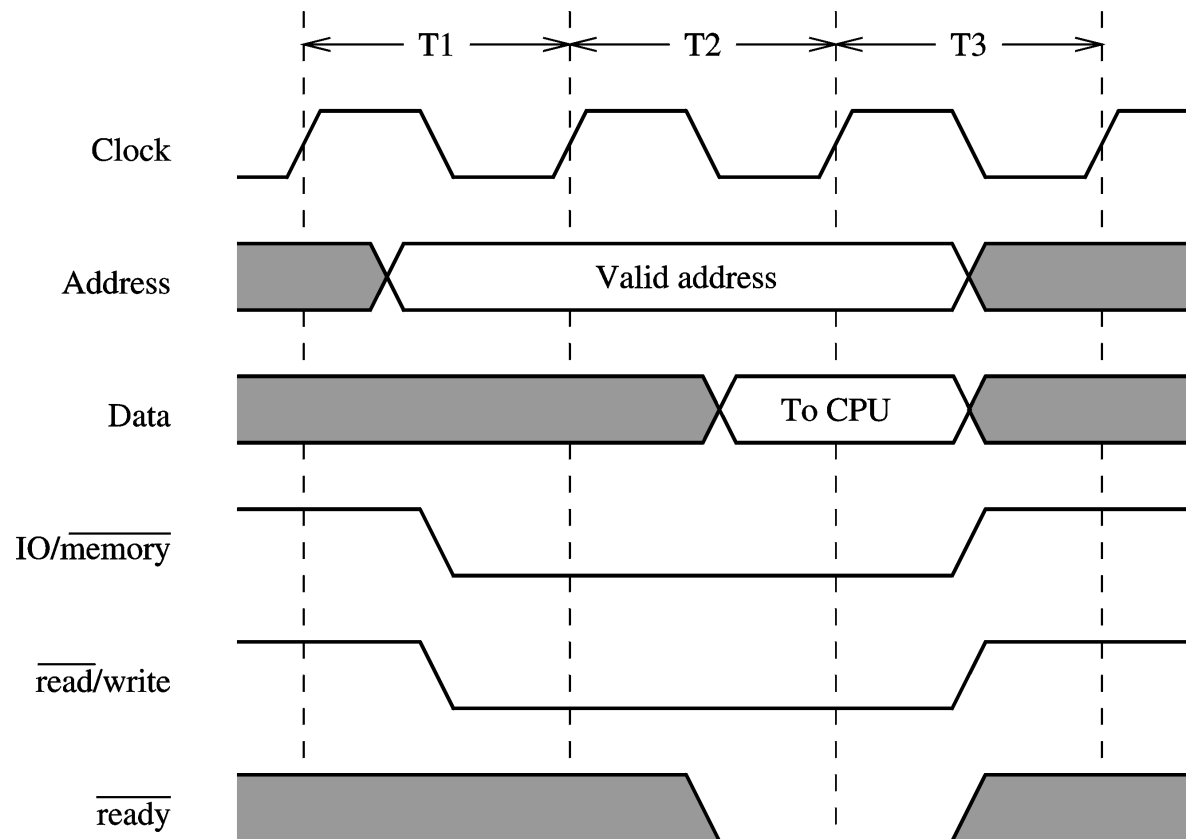 T1 T2 T3
Clock
Address Valid address
Data To CPU
IO/memory
read/write
ready